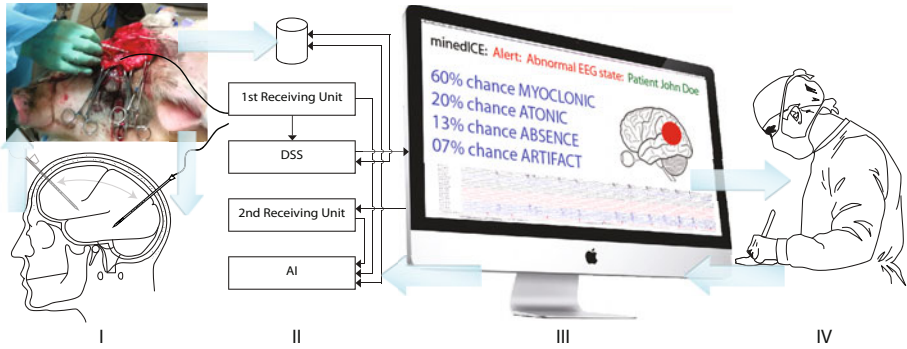 minedICE: Alert: Abnormal EEG state: Patient John Doe
60% chance MYOCLONIC
20% chance ATONIC
13% chance ABSENCE
07% chance ARTIFACT
1st Receiving Unit
DSS
2nd Receiving Unit
AI
I
II
III
IV